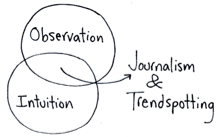 Observation
Intuition
Journalism
&
Trendspotting